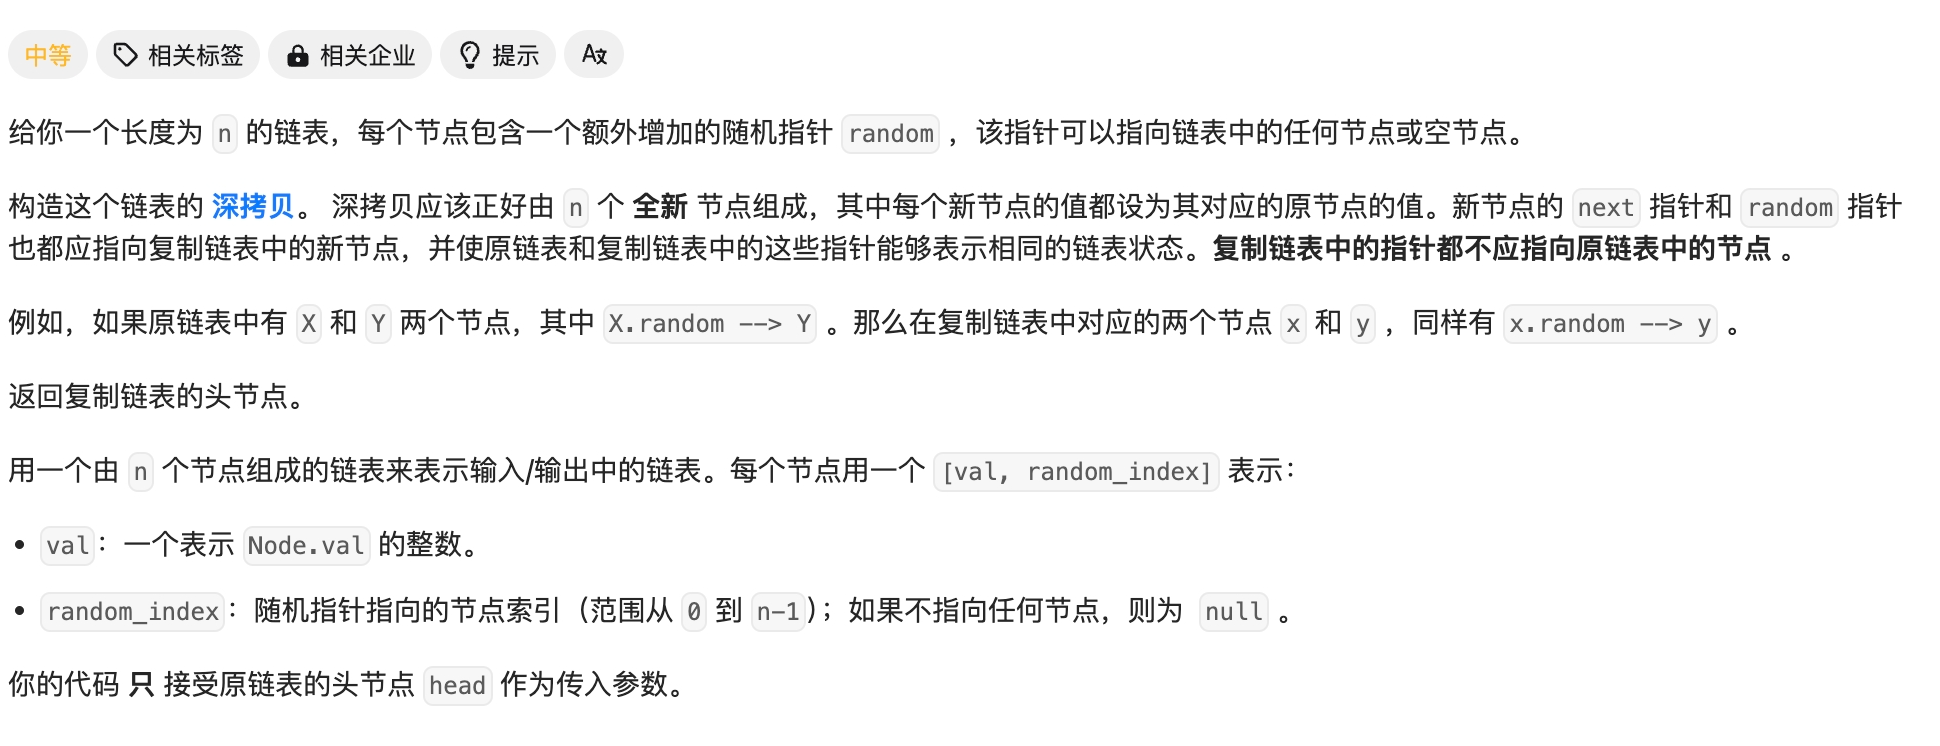 中等 相关标签 相关企业 提示 A文
给你一个长度为 n 的链表，每个节点包含一个额外增加的随机指针 random ，该指针可以指向链表中的任何节点或空节点。
构造这个链表的 深拷贝。 深拷贝应该正好由 n 个 全新 节点组成，其中每个新节点的值都设为其对应的原节点的值。新节点的 next 指针和 random 指针
也都应指向复制链表中的新节点，并使原链表和复制链表中的这些指针能够表示相同的链表状态。复制链表中的指针都不应指向原链表中的节点 。
例如，如果原链表中有 X 和 Y 两个节点，其中 X.random --> Y 。那么在复制链表中对应的两个节点 x 和 y ，同样有 x.random --> y 。
返回复制链表的头节点。
用一个由 n 个节点组成的链表来表示输入/输出中的链表。每个节点用一个 [val, random_index] 表示：
• val：一个表示 Node.val 的整数。
• random_index：随机指针指向的节点索引（范围从 0 到 n-1）；如果不指向任何节点，则为 null 。
你的代码 只 接受原链表的头节点 head 作为传入参数。